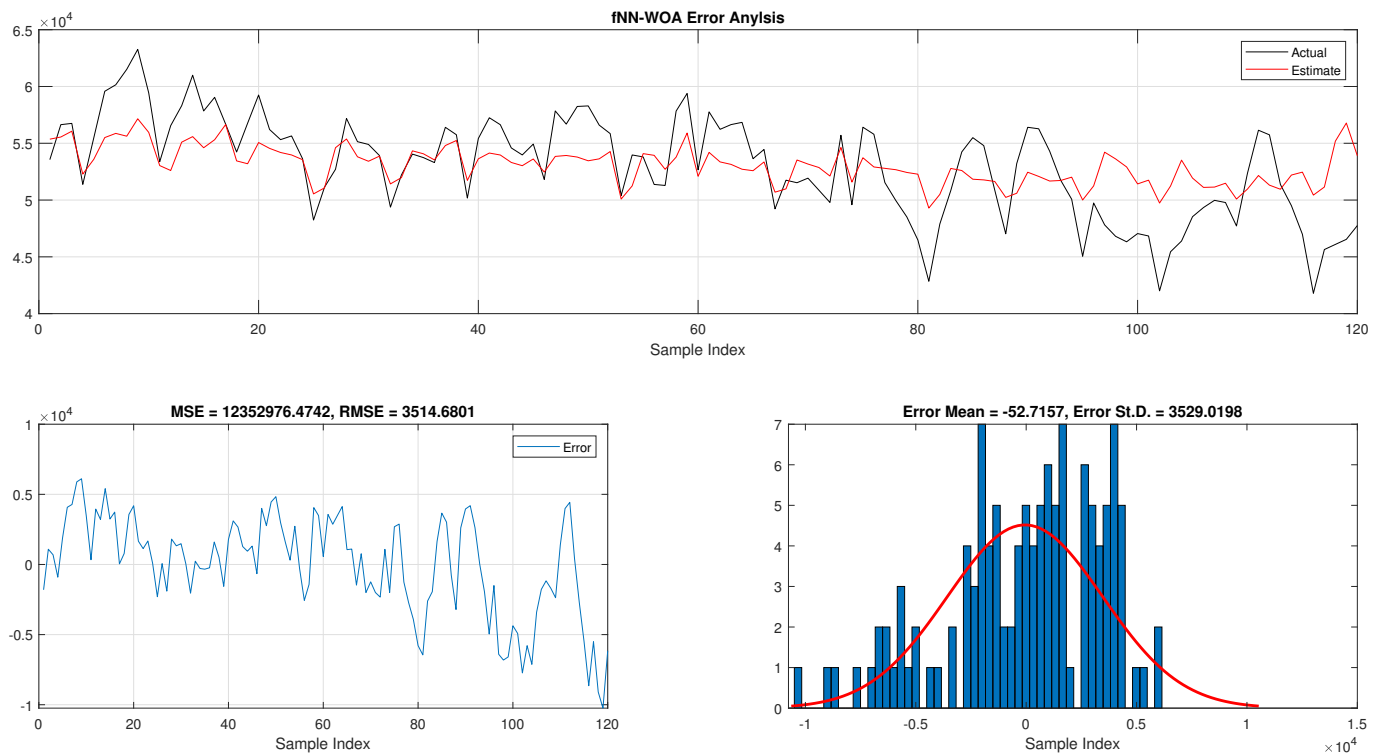 fNN-WOA Error Anylsis
×10^4
6.5
6
5.5
5
4.5
4
0 20 40 60 80 100 120
Sample Index
Actual
Estimate
MSE = 12352976.4742, RMSE = 3514.6801
×10^4
1
0.5
0
-0.5
-1
0 20 40 60 80 100 120
Sample Index
Error
Error Mean = -52.7157, Error St.D. = 3529.0198
7
6
5
4
3
2
1
0
-1 -0.5 0 0.5 1 1.5
×10^4
Sample Index